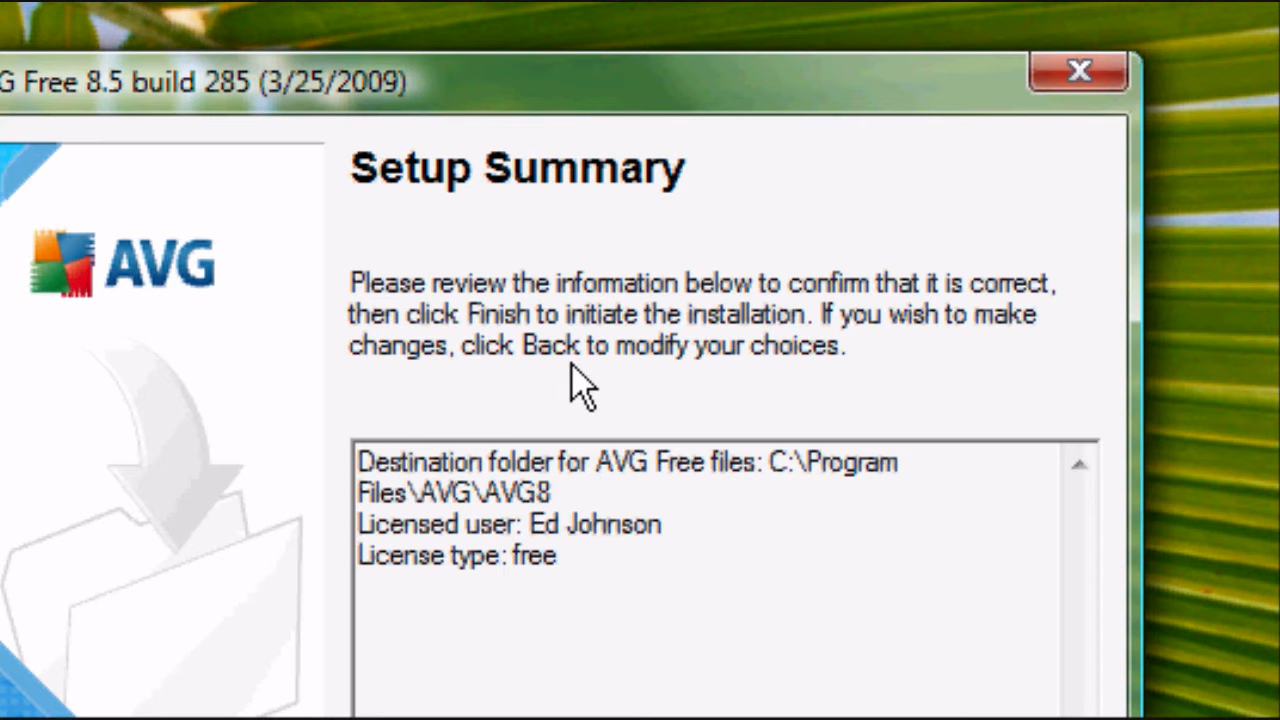 G Free 8.5 build 285 (3/25/2009)
Setup Summary
AVG
Please review the information below to confirm that it is correct,
then click Finish to initiate the installation. If you wish to make
changes, click Back to modify your choices.
Destination folder for AVG Free files: C:\Program
Files\AVG\AVG8
Licensed user: Ed Johnson
License type: free